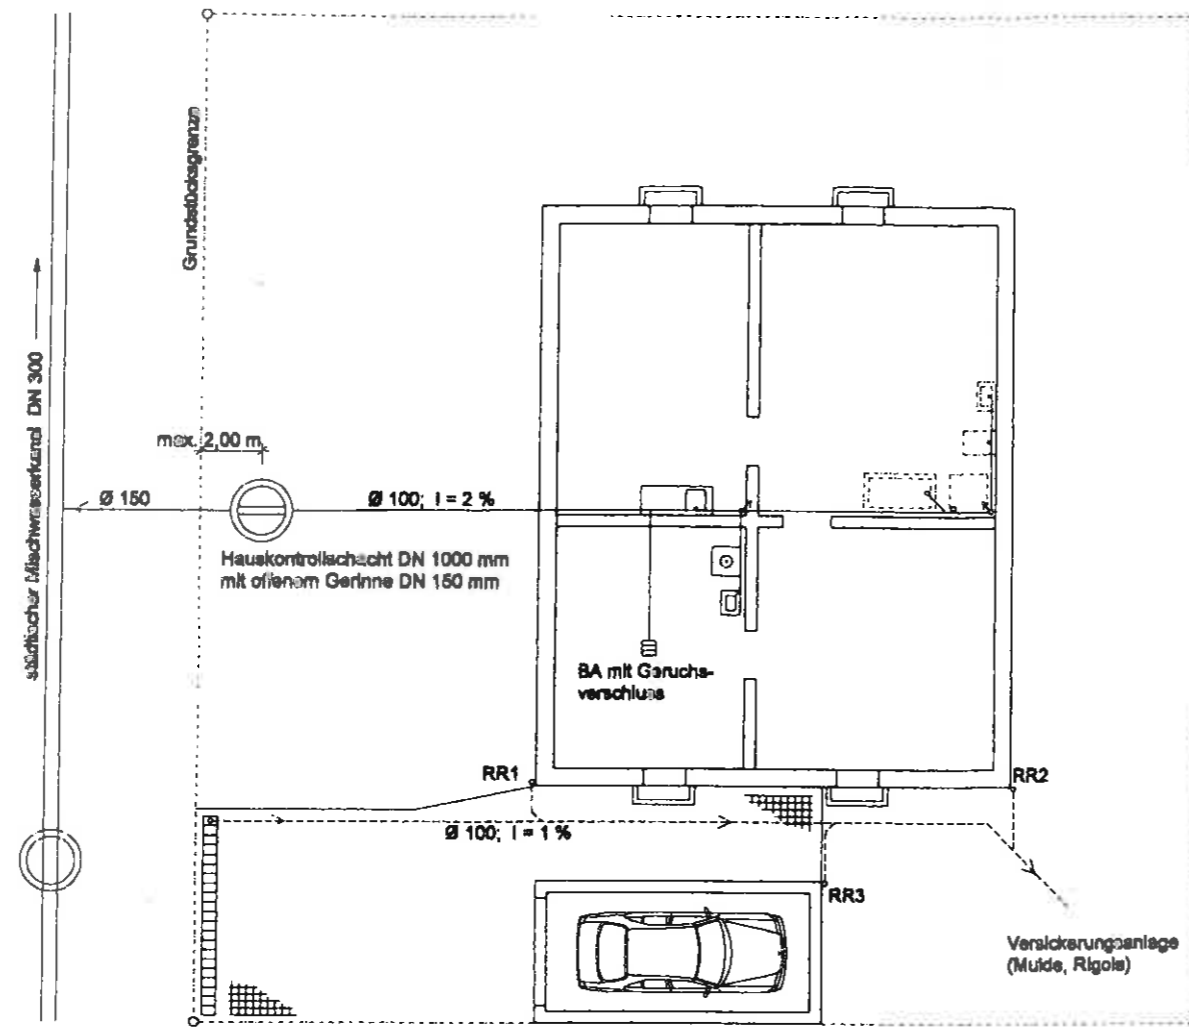 Grundstücksgrenze
städtischer Mischwasserkanal DN 300
max. 2,00 m
Ø 150
Ø 100; I = 2 %
Hauskontrollschacht DN 1000 mm
mit offenem Gerinne DN 150 mm
BA mit Geruchs-
verschluss
RR1
RR2
Ø 100; I = 1 %
RR3
Versickerungsanlage
(Mulde, Rigole)